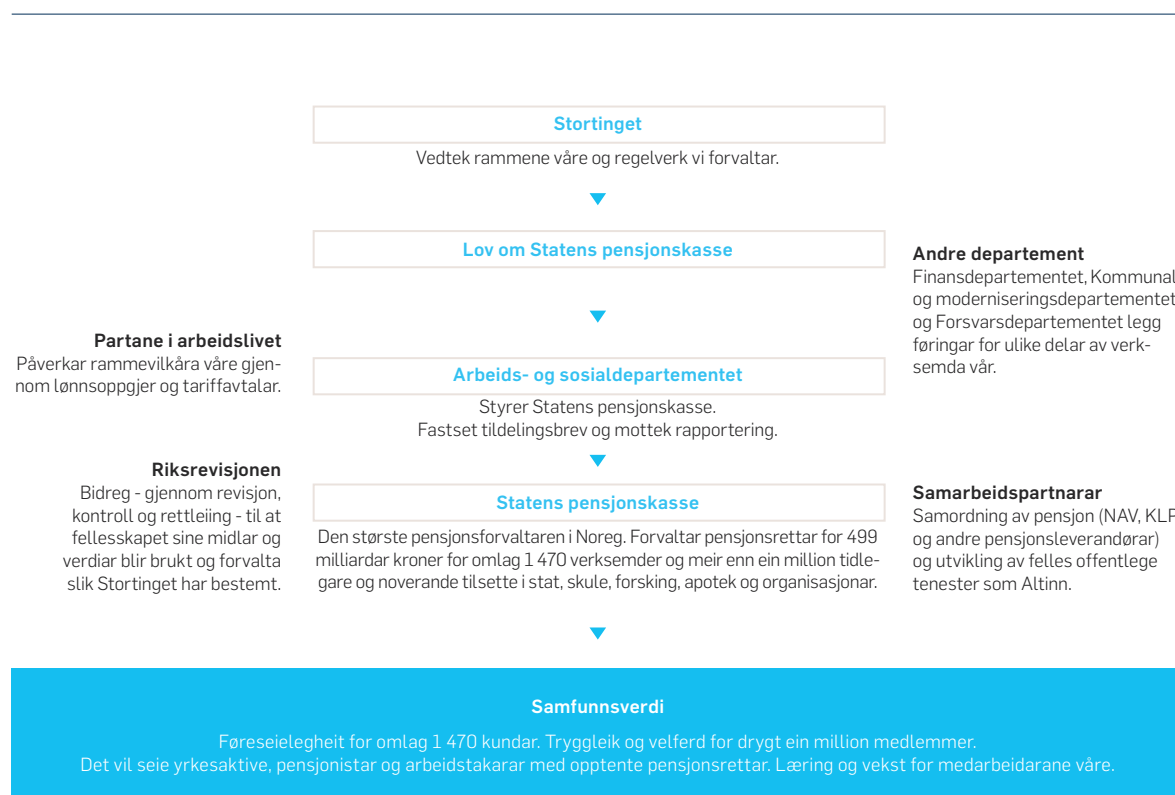 Stortinget
Vedtek rammene våre og regelverk vi forvaltar.
Lov om Statens pensjonskasse
Andre departement
Finansdepartementet, Kommunal
og moderniseringsdepartementet
og Forsvarsdepartementet legg
føringar for ulike delar av verk-
semda vår.
Partane i arbeidslivet
Påverkar rammevilkåra våre gjen-
nom lønnsoppgjer og tariffavtalar.
Arbeids- og sosialdepartementet
Styrer Statens pensjonskasse.
Fastset tildelingsbrev og mottek rapportering.
Riksrevisjonen
Bidreg - gjennom revisjon,
kontroll og rettleiing - til at
fellesskapet sine midlar og
verdiar blir brukt og forvalta
slik Stortinget har bestemt.
Statens pensjonskasse
Den største pensjonsforvaltaren i Noreg. Forvaltar pensjonsrettar for 499
milliardar kroner for omlag 1 470 verksemder og meir enn ein million tidle-
gare og noverande tilsette i stat, skule, forsking, apotek og organisasjonar.
Samarbeidspartnarar
Samordning av pensjon (NAV, KLP
og andre pensjonsleverandørar)
og utvikling av felles offentlege
tenester som Altinn.
Samfunnsverdi
Føreseielegheit for omlag 1 470 kundar. Tryggleik og velferd for drygt ein million medlemmer.
Det vil seie yrkesaktive, pensjonistar og arbeidstakarar med opptente pensjonsrettar. Læring og vekst for medarbeidarane våre.